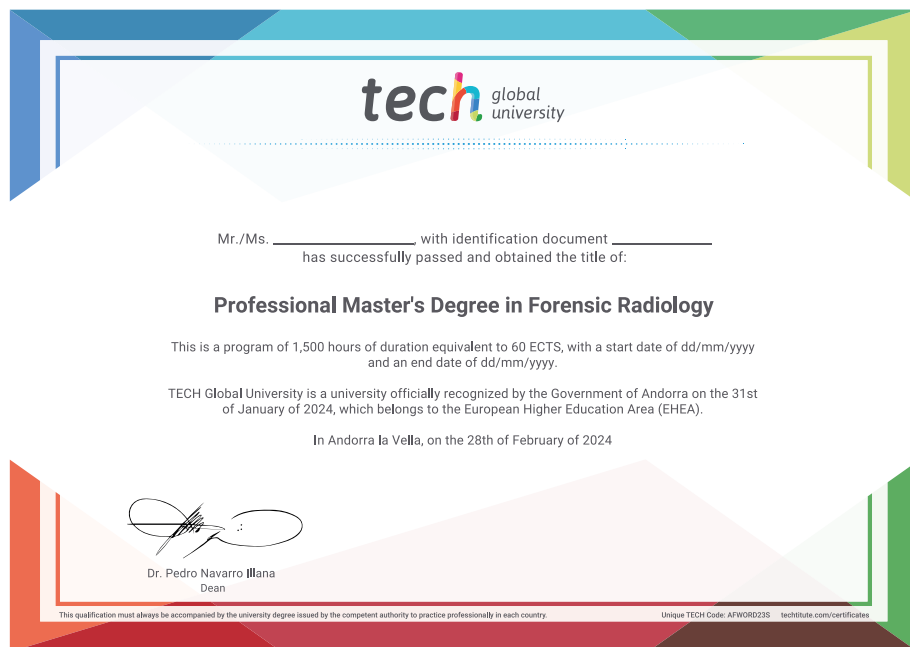 tech global university
Mr./Ms. ________________, with identification document ____________
has successfully passed and obtained the title of:
Professional Master's Degree in Forensic Radiology
This is a program of 1,500 hours of duration equivalent to 60 ECTS, with a start date of dd/mm/yyyy
and an end date of dd/mm/yyyy.
TECH Global University is a university officially recognized by the Government of Andorra on the 31st
of January of 2024, which belongs to the European Higher Education Area (EHEA).
In Andorra la Vella, on the 28th of February of 2024
Dr. Pedro Navarro Illana
Dean
This qualification must always be accompanied by the university degree issued by the competent authority to practice professionally in each country. Unique TECH Code: AFWORD23S techtitute.com/certificates